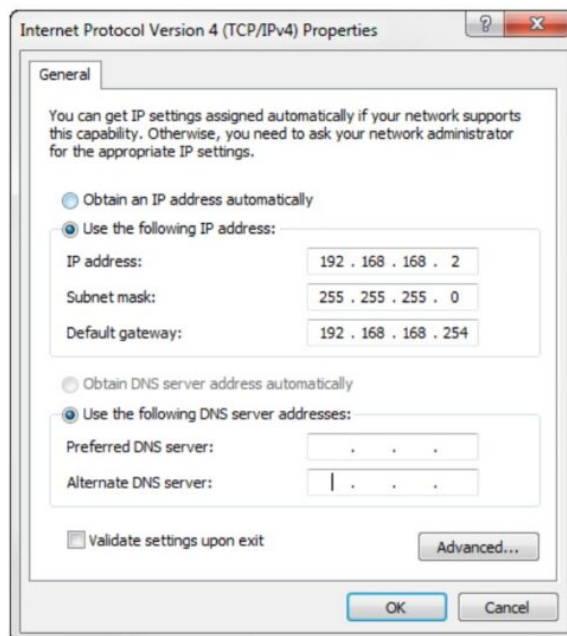 Internet Protocol Version 4 (TCP/IPv4) Properties
General
You can get IP settings assigned automatically if your network supports
this capability. Otherwise, you need to ask your network administrator
for the appropriate IP settings.
Obtain an IP address automatically
Use the following IP address:
IP address: 192 . 168 . 168 . 2
Subnet mask: 255 . 255 . 255 . 0
Default gateway: 192 . 168 . 168 . 254
Obtain DNS server address automatically
Use the following DNS server addresses:
Preferred DNS server: . . .
Alternate DNS server: . . .
Validate settings upon exit
Advanced...
OK Cancel